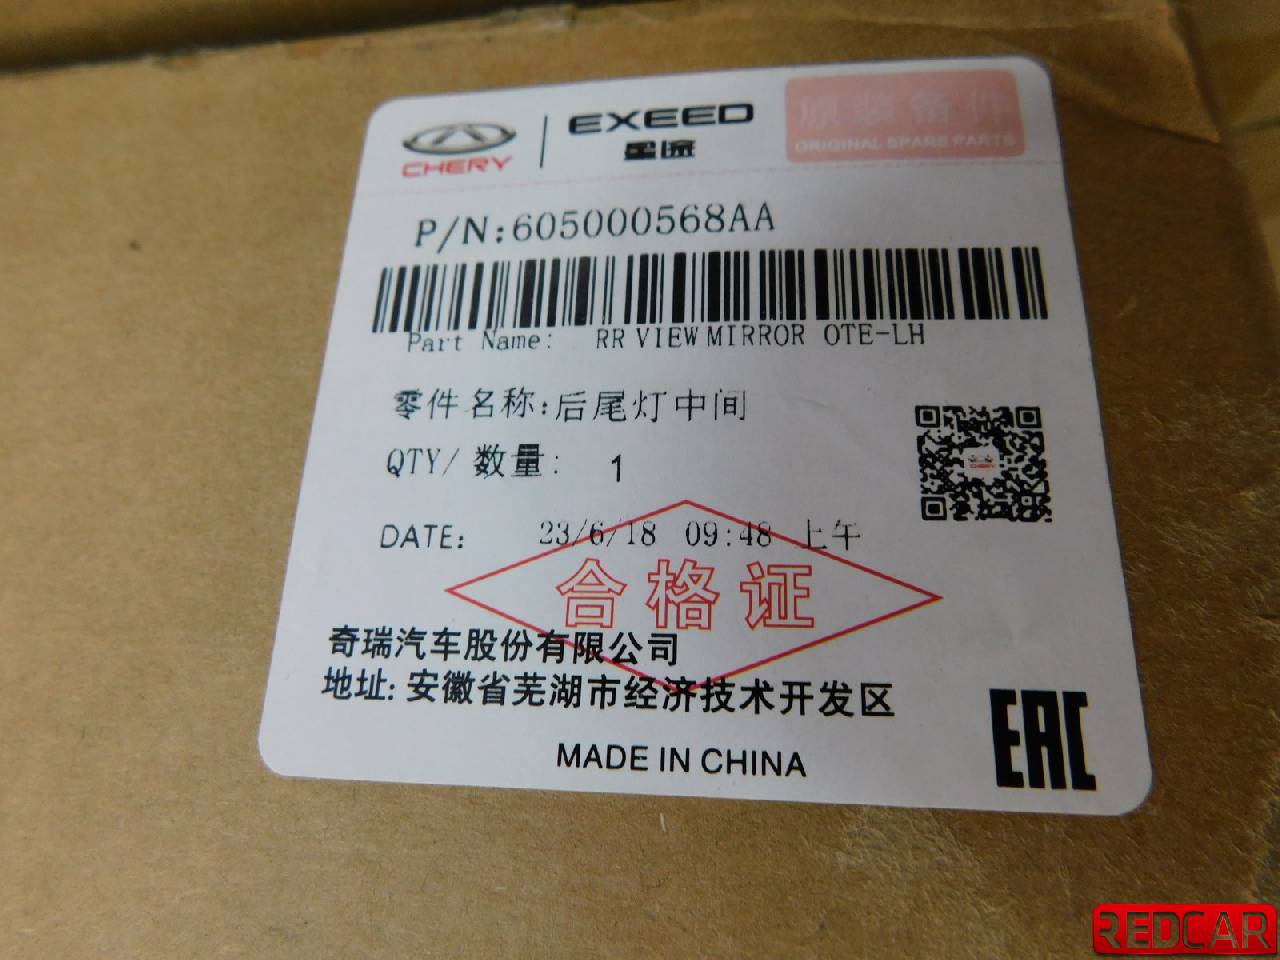 CHERY
EXEED
星途
原装备件
ORIGINAL SPARE PARTS
P/N:605000568AA
Part Name: RR VIEW MIRROR OTE-LH
零件名称:后尾灯中间
QTY/数量: 1
DATE: 23/6/18 09:48 上午
合格证
奇瑞汽车股份有限公司
地址:安徽省芜湖市经济技术开发区
MADE IN CHINA
EAC
REDCAR